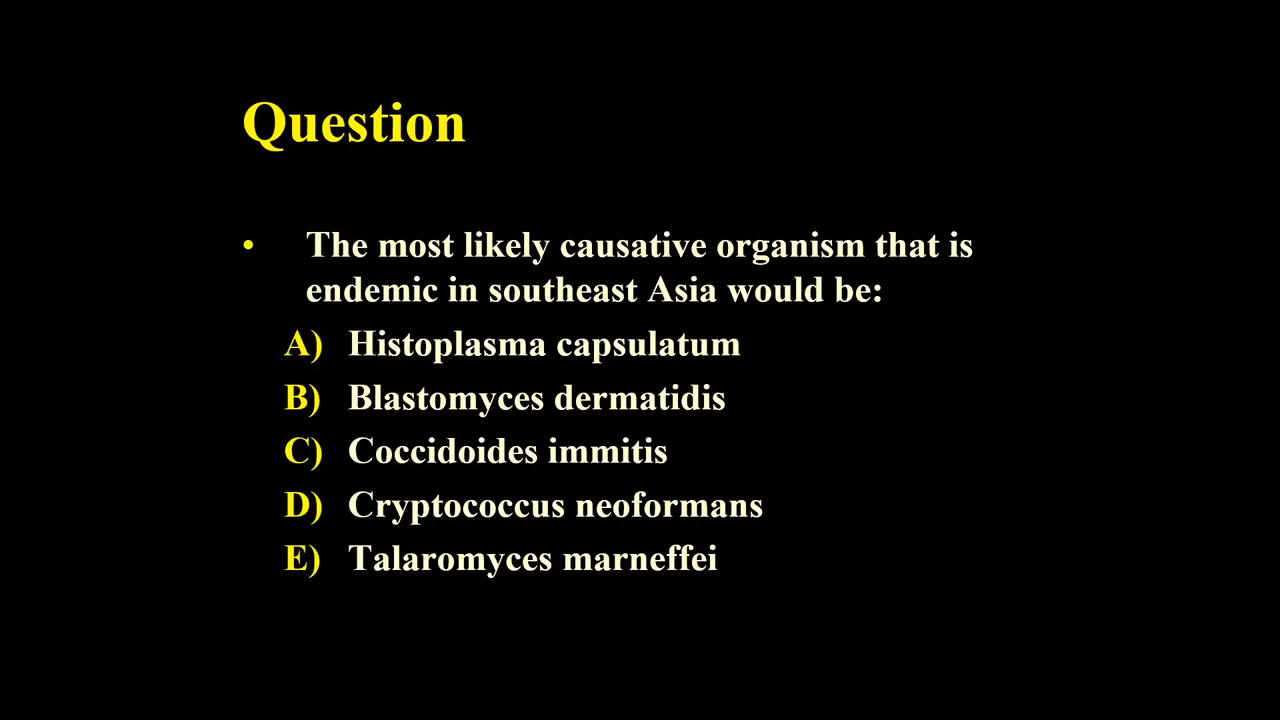 Question
• The most likely causative organism that is
endemic in southeast Asia would be:
A) Histoplasma capsulatum
B) Blastomyces dermatidis
C) Coccidoides immitis
D) Cryptococcus neoformans
E) Talaromyces marneffei